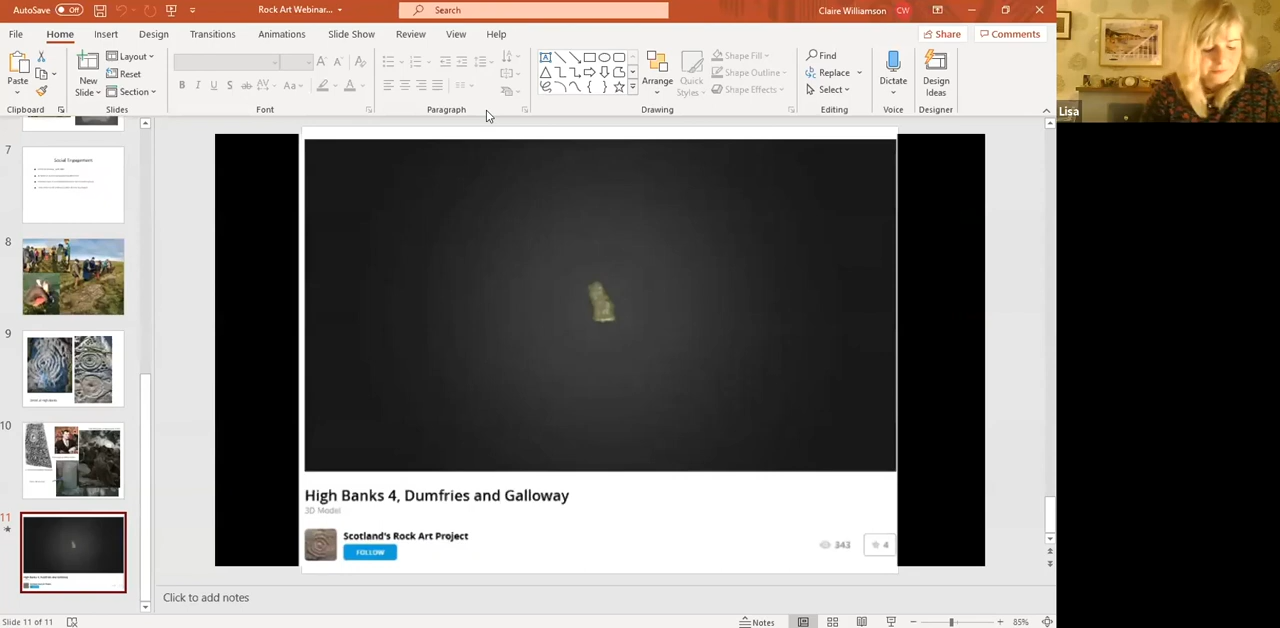 AutoSave Off Rock Art Webinar... Search Claire Williamson CW
File Home Insert Design Transitions Animations Slide Show Review View Help Share Comments
Paste New Slide Layout Reset Section Aa Arrange Quick Styles Shape Fill Shape Outline Shape Effects Find Replace Select Dictate Design Ideas
Clipboard Slides Font Paragraph Drawing Editing Voice Designer
Lisa
7
Social Engagement
8
9
10
11
High Banks 4, Dumfries and Galloway
3D Model
Scotland's Rock Art Project
FOLLOW
343 4
Click to add notes
Slide 11 of 11 Notes 85%